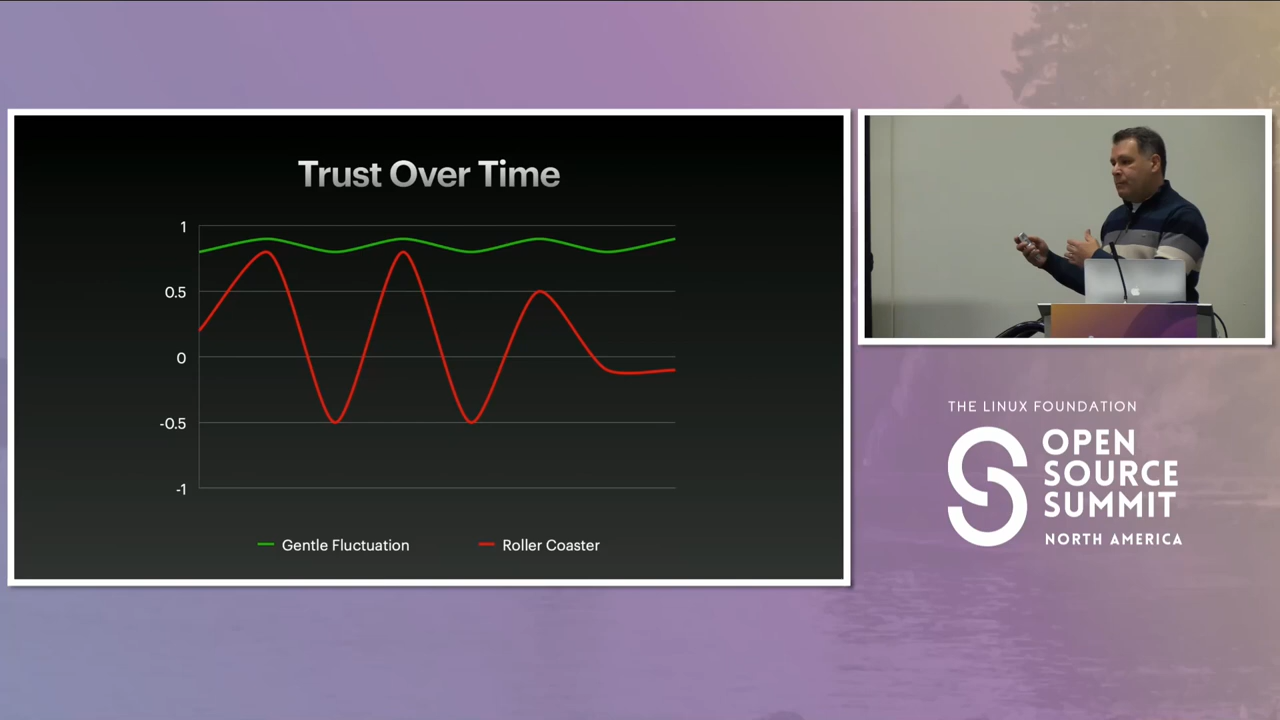 Trust Over Time
1
0.5
0
-0.5
-1
Gentle Fluctuation
Roller Coaster
THE LINUX FOUNDATION
OPEN
SOURCE
SUMMIT
NORTH AMERICA